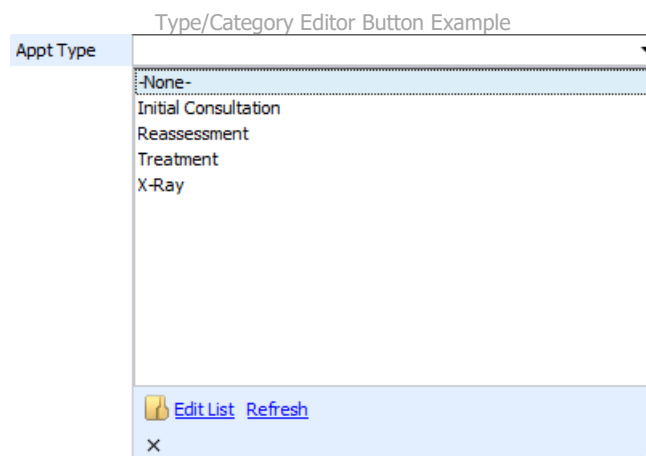 Type/Category Editor Button Example
Appt Type
-None-
Initial Consultation
Reassessment
Treatment
X-Ray
Edit List Refresh